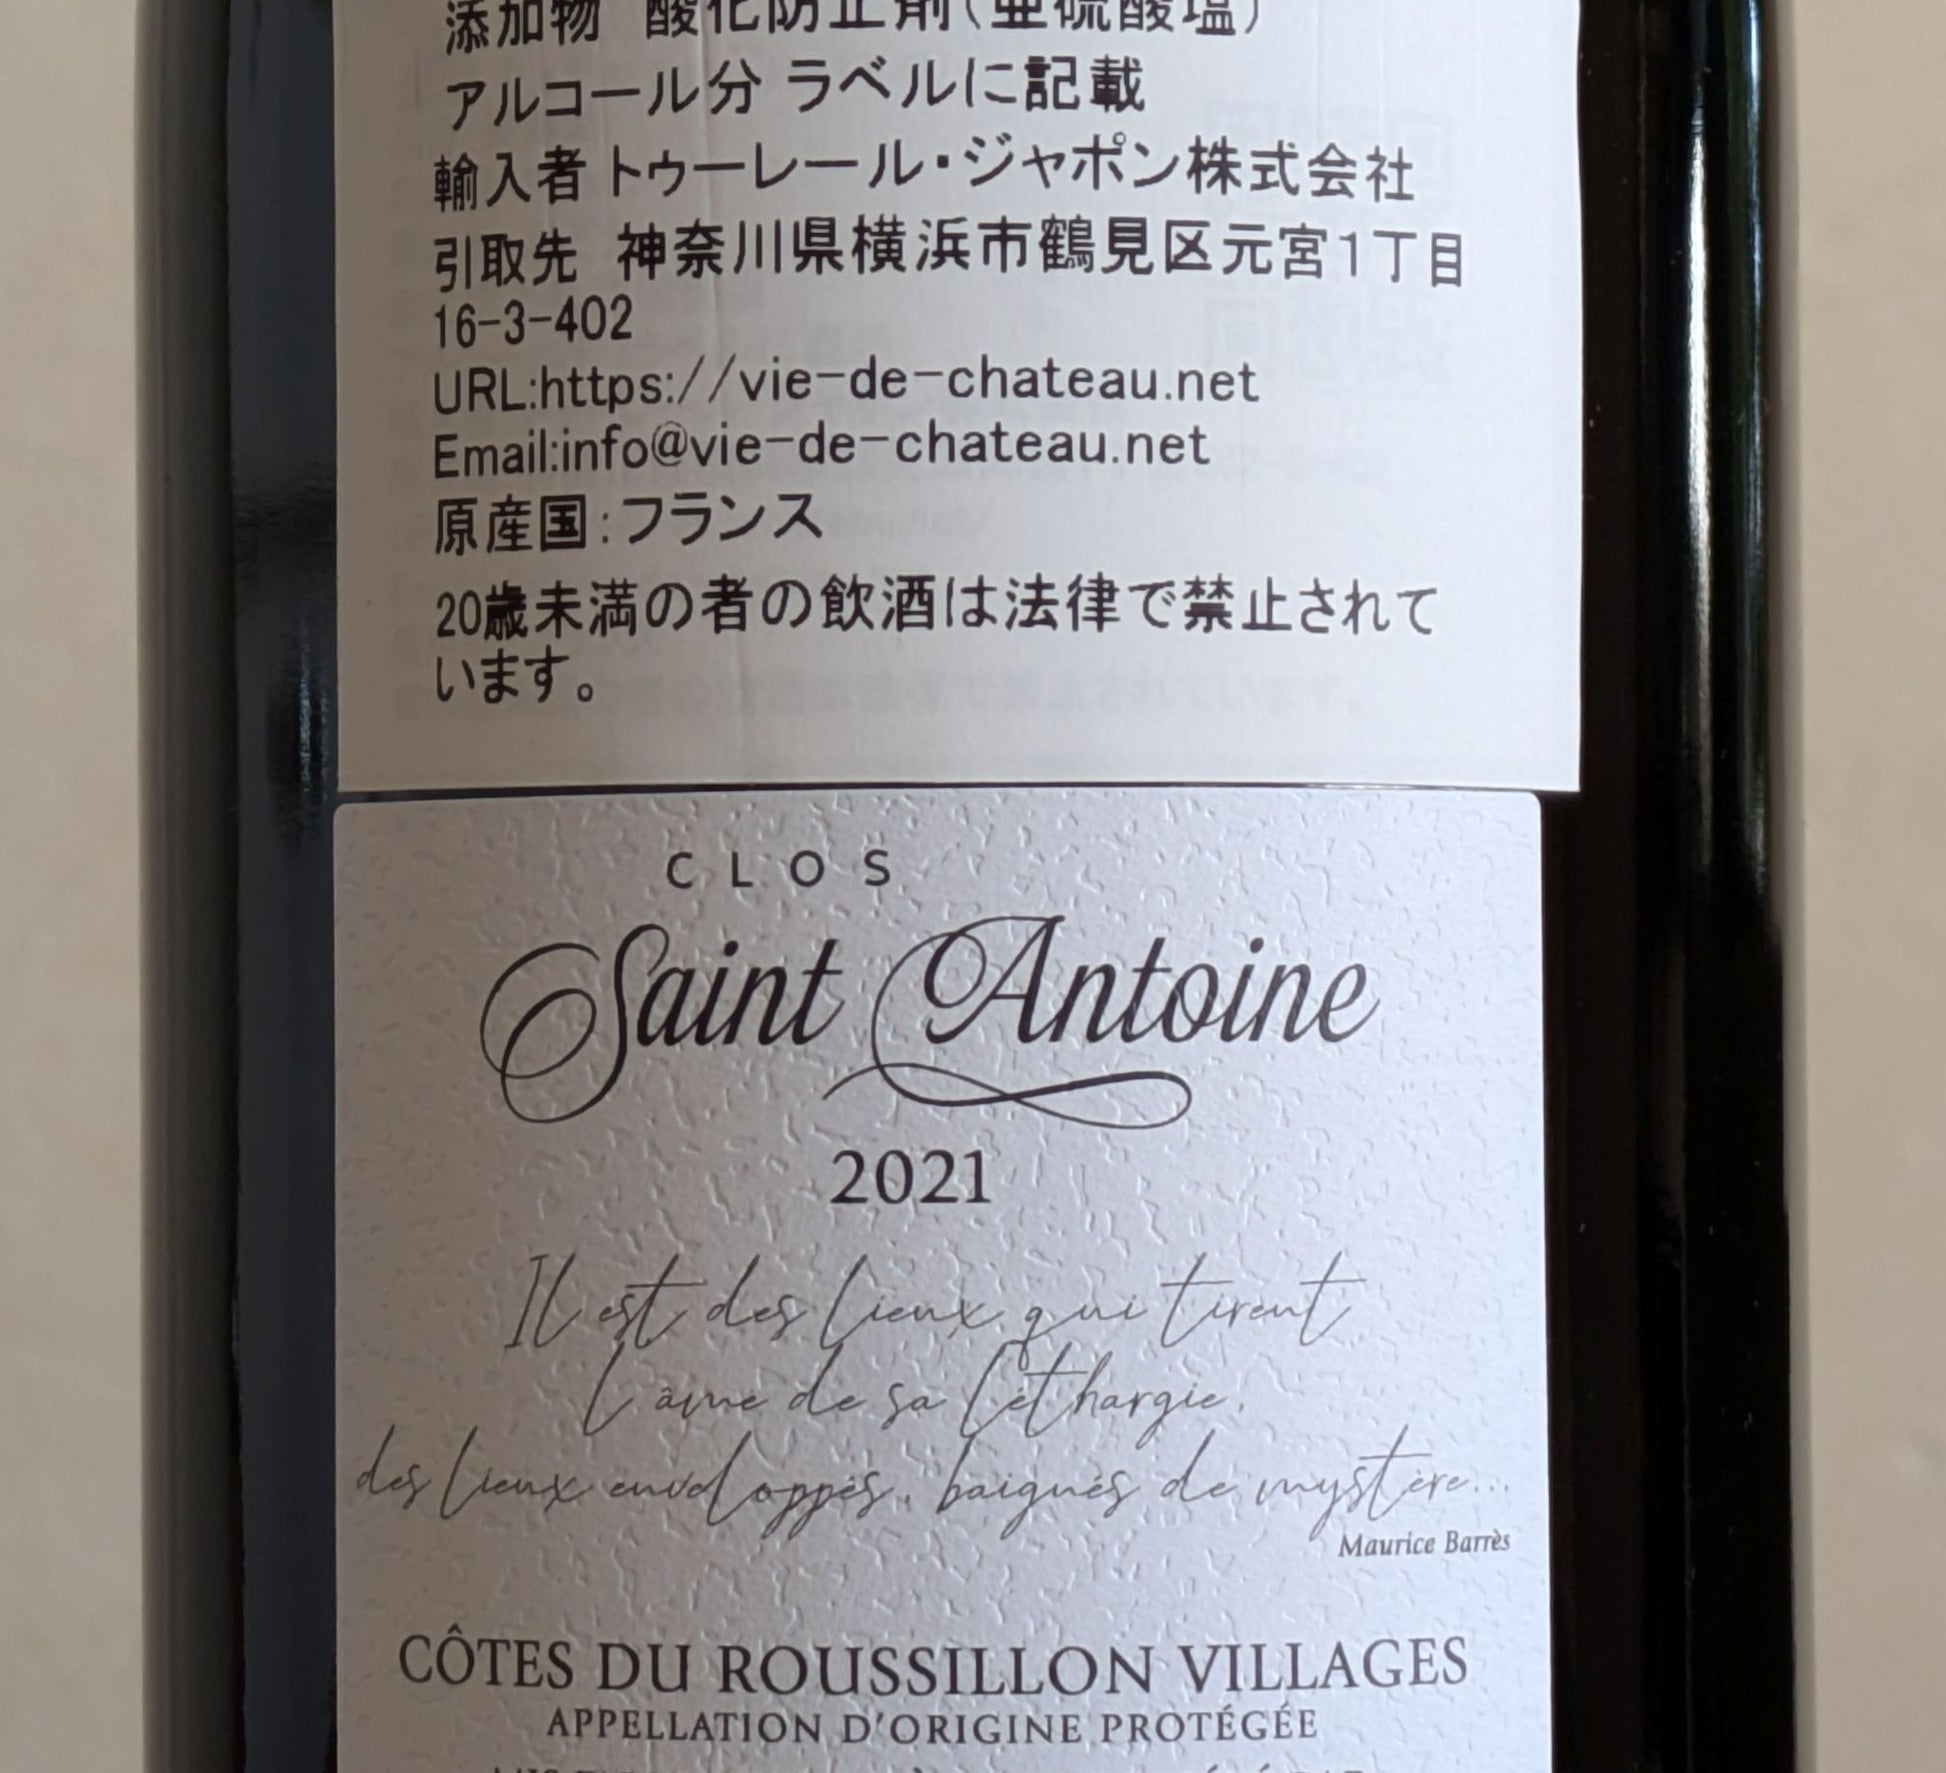 添加物 酸化防止剤(亜硫酸塩)
アルコール分 ラベルに記載
輸入者 トゥーレール・ジャポン株式会社
引取先 神奈川県横浜市鶴見区元宮1丁目
16-3-402
URL:https://vie-de-chateau.net
Email:info@vie-de-chateau.net
原産国:フランス
20歳未満の者の飲酒は法律で禁止されて
います。
CLOS
Saint Antoine
2021
Il est des lieux qui tirent
l'âme de sa léthargie,
des lieux enveloppés, baignés de mystère...
Maurice Barrès
CÔTES DU ROUSSILLON VILLAGES
APPELLATION D'ORIGINE PROTÉGÉE